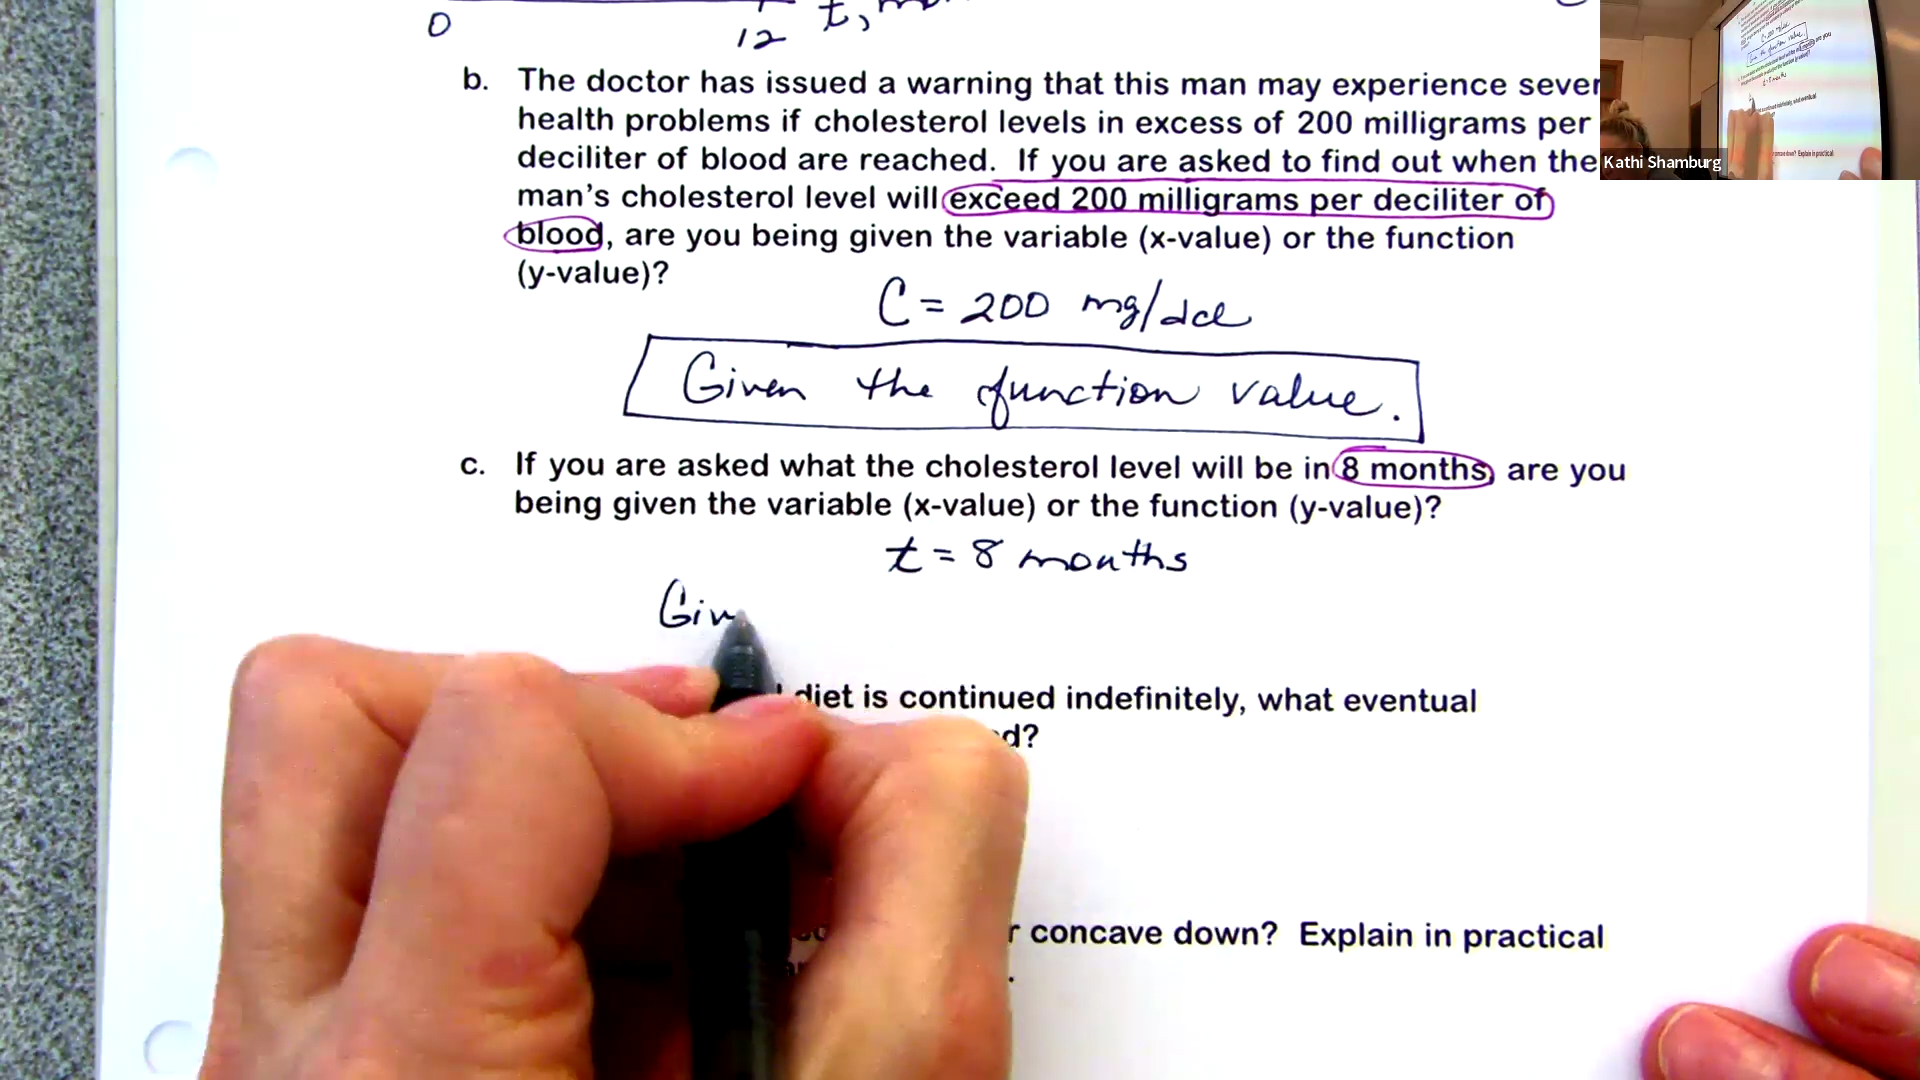 0
12 t,
b. The doctor has issued a warning that this man may experience sever
health problems if cholesterol levels in excess of 200 milligrams per
deciliter of blood are reached. If you are asked to find out when the
man's cholesterol level will exceed 200 milligrams per deciliter of
blood, are you being given the variable (x-value) or the function
(y-value)?
C = 200 mg/dcl
Given the function value.
c. If you are asked what the cholesterol level will be in 8 months, are you
being given the variable (x-value) or the function (y-value)?
t = 8 months
Giv
diet is continued indefinitely, what eventual
d?
r concave down? Explain in practical
.
Kathi Shamburg